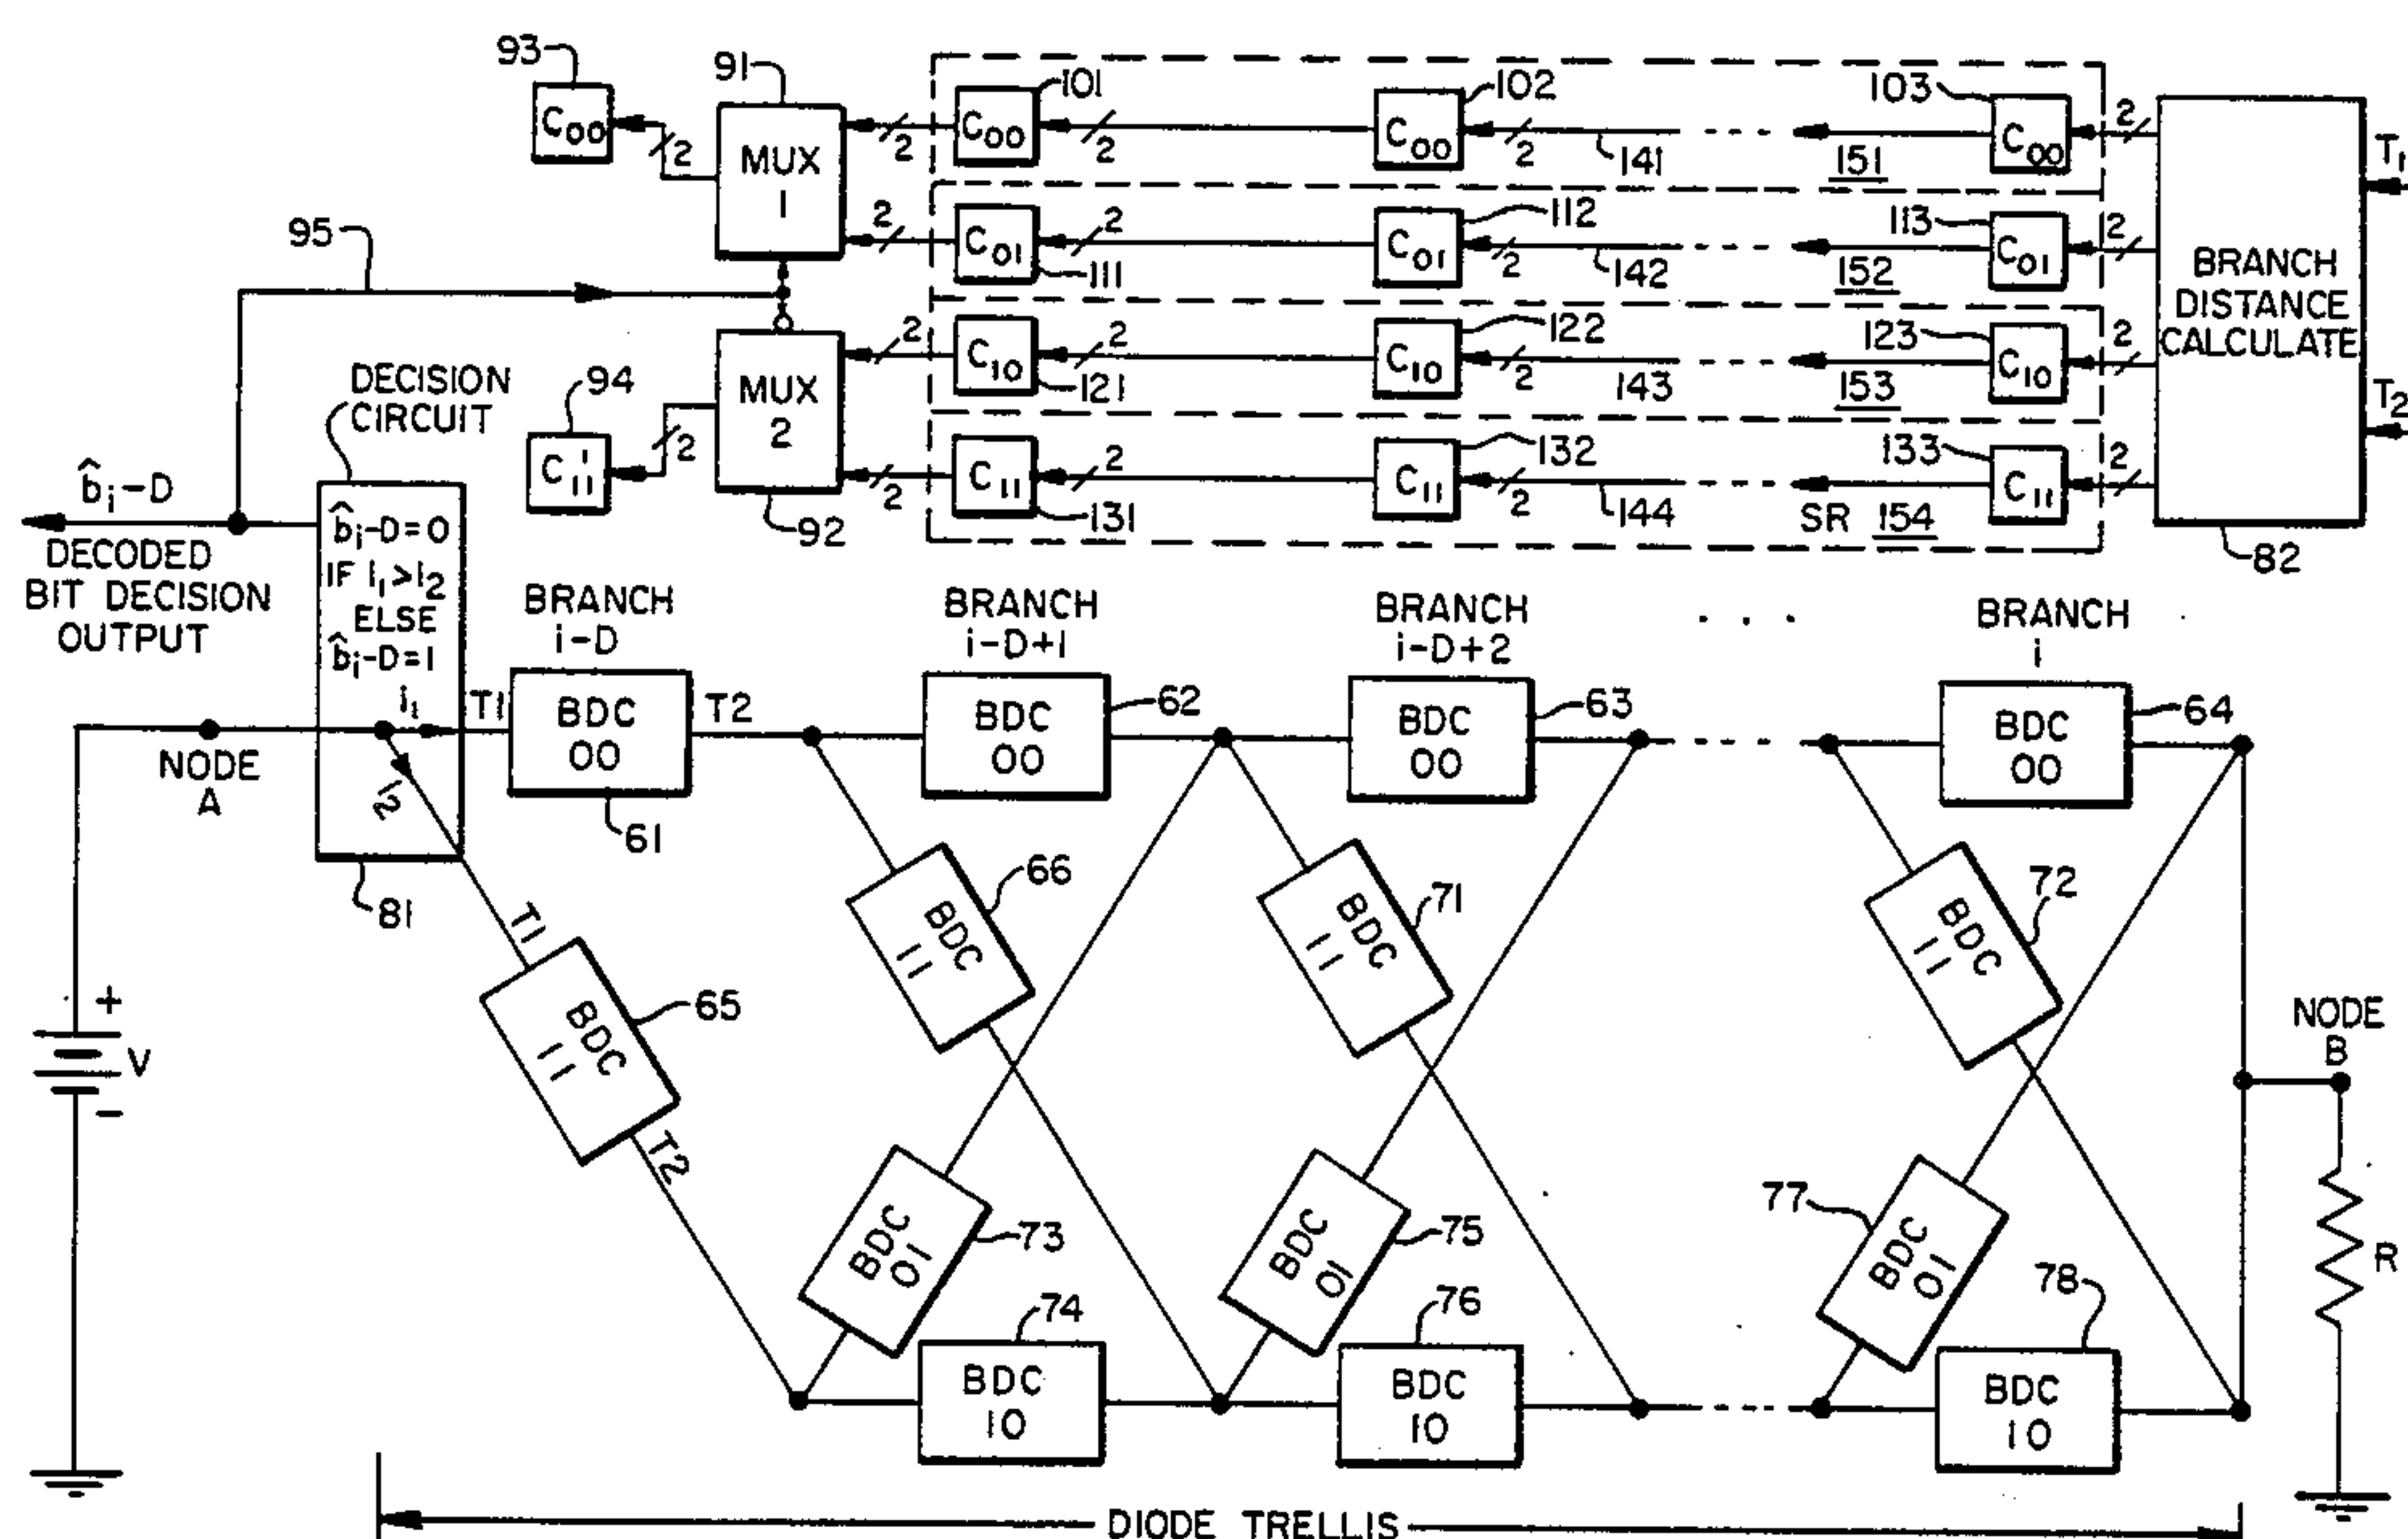 93
91
101
102
103
C00
MUX
1
2
2
C00
2
C00
2
141
151
C00
2
T1
95
2
111
C01
2
112
C01
2
142
152
113
C01
2
BRANCH
DISTANCE
CALCULATE
DECISION
CIRCUIT
94
MUX
2
2
C10
121
2
122
C10
2
143
153
123
C10
2
T2
C'11
2
92
2
C11
131
2
132
C11
2
144
SR 154
133
C11
2
82
b̂i-D
DECODED
BIT DECISION
OUTPUT
b̂i-D=0
IF I1>I2
ELSE
b̂i-D=1
i1
i2
81
BRANCH
i-D
BRANCH
i-D+1
BRANCH
i-D+2
. . .
BRANCH
i
NODE
A
T1
BDC
00
T2
61
BDC
00
62
BDC
00
63
BDC
00
64
T1
BDC
11
65
T2
BDC
11
66
BDC
11
71
BDC
11
72
+
V
-
NODE
B
BDC
01
73
BDC
01
75
77
BDC
01
R
BDC
10
74
BDC
10
76
BDC
10
78
DIODE TRELLIS